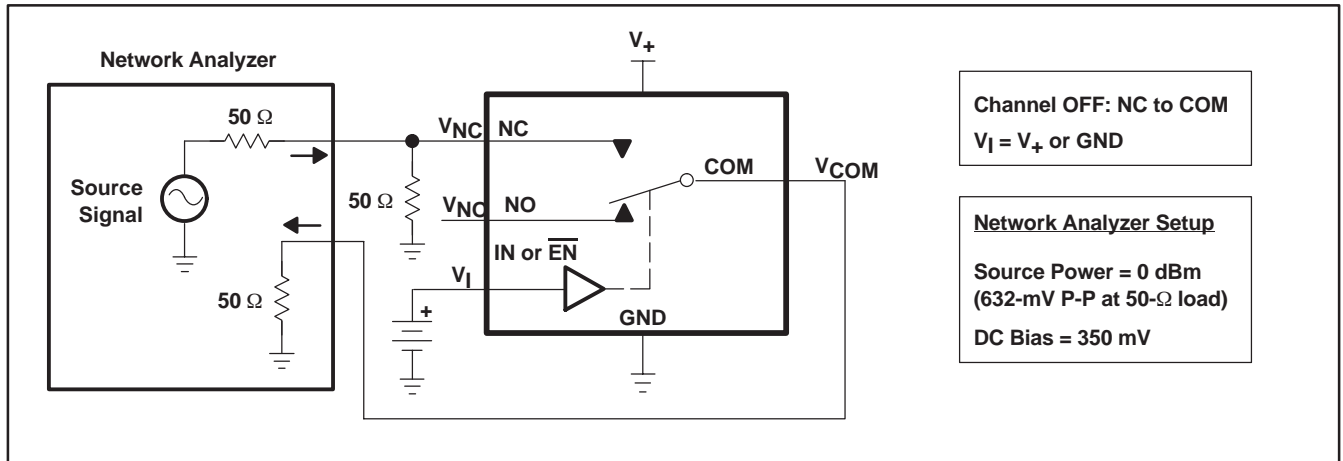 Network Analyzer
50 Ω
Source
Signal
50 Ω
50 Ω
V+
VNC NC
VNO NO
COM
VCOM
IN or E̅N̅
VI
+
GND
Channel OFF: NC to COM
VI = V+ or GND
Network Analyzer Setup
Source Power = 0 dBm
(632-mV P-P at 50-Ω load)
DC Bias = 350 mV